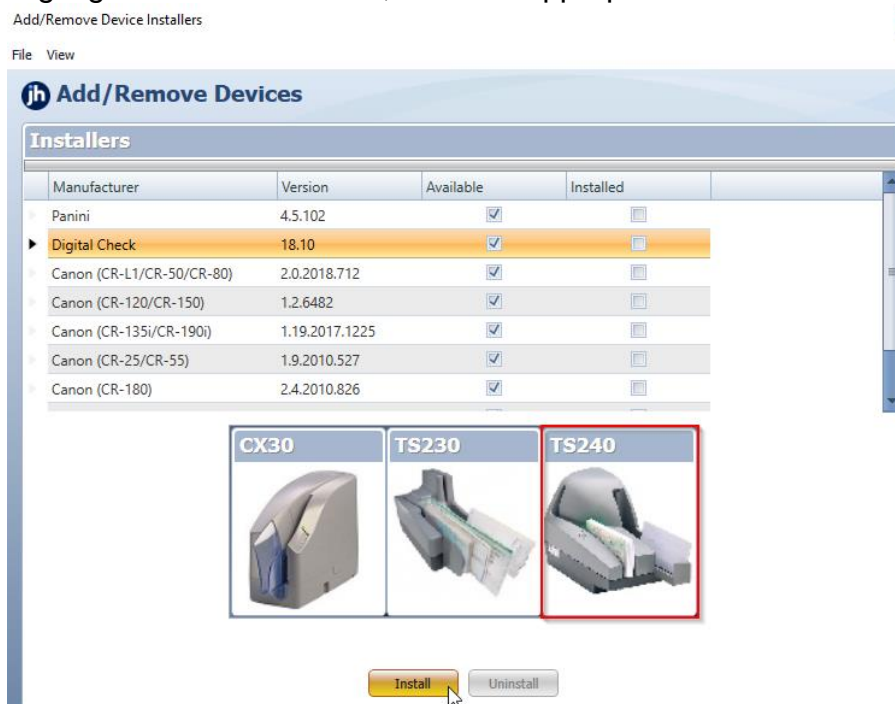 Add/Remove Device Installers
File View
jh Add/Remove Devices
Installers
Manufacturer Version Available Installed
Panini 4.5.102
Digital Check 18.10
Canon (CR-L1/CR-50/CR-80) 2.0.2018.712
Canon (CR-120/CR-150) 1.2.6482
Canon (CR-135i/CR-190i) 1.19.2017.1225
Canon (CR-25/CR-55) 1.9.2010.527
Canon (CR-180) 2.4.2010.826
CX30 TS230 TS240
Install Uninstall